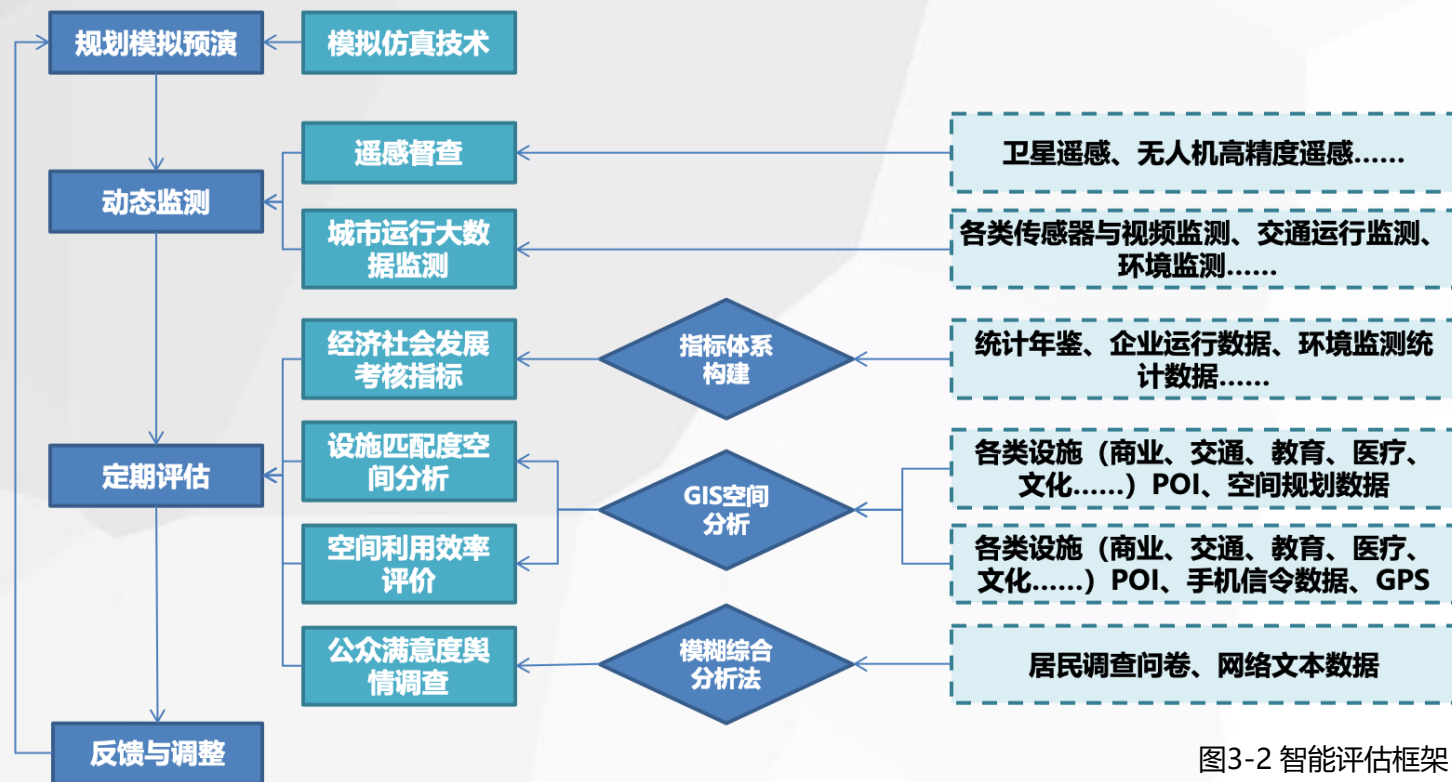 规划模拟预演
模拟仿真技术
遥感督查
卫星遥感、无人机高精度遥感……
动态监测
城市运行大数
据监测
各类传感器与视频监测、交通运行监测、
环境监测……
经济社会发展
考核指标
指标体系
构建
统计年鉴、企业运行数据、环境监测统
计数据……
定期评估
设施匹配度空
间分析
GIS空间
分析
各类设施（商业、交通、教育、医疗、
文化……）POI、空间规划数据
空间利用效率
评价
各类设施（商业、交通、教育、医疗、
文化……）POI、手机信令数据、GPS
公众满意度舆
情调查
模糊综合
分析法
居民调查问卷、网络文本数据
反馈与调整
图3-2 智能评估框架